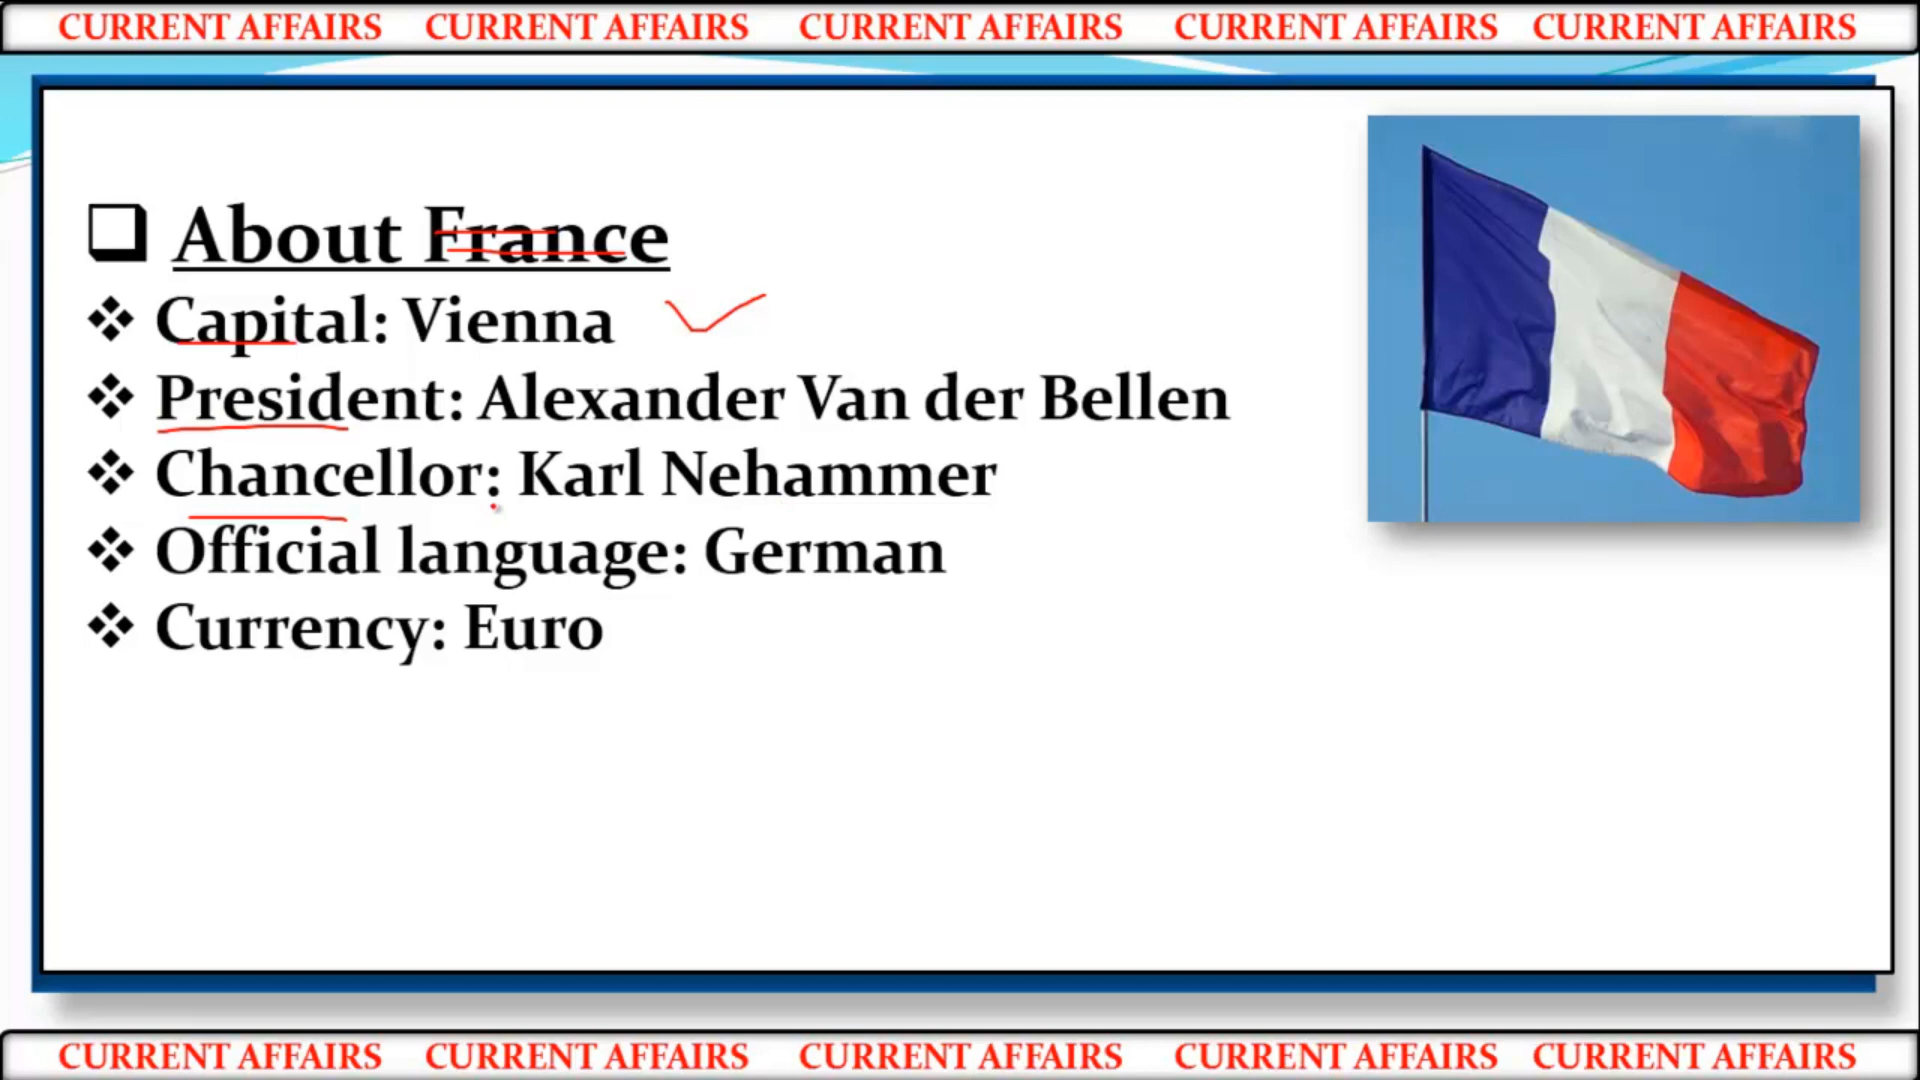 CURRENT AFFAIRS CURRENT AFFAIRS CURRENT AFFAIRS CURRENT AFFAIRS CURRENT AFFAIRS
About France
Capital: Vienna
President: Alexander Van der Bellen
Chancellor: Karl Nehammer
Official language: German
Currency: Euro
CURRENT AFFAIRS CURRENT AFFAIRS CURRENT AFFAIRS CURRENT AFFAIRS CURRENT AFFAIRS